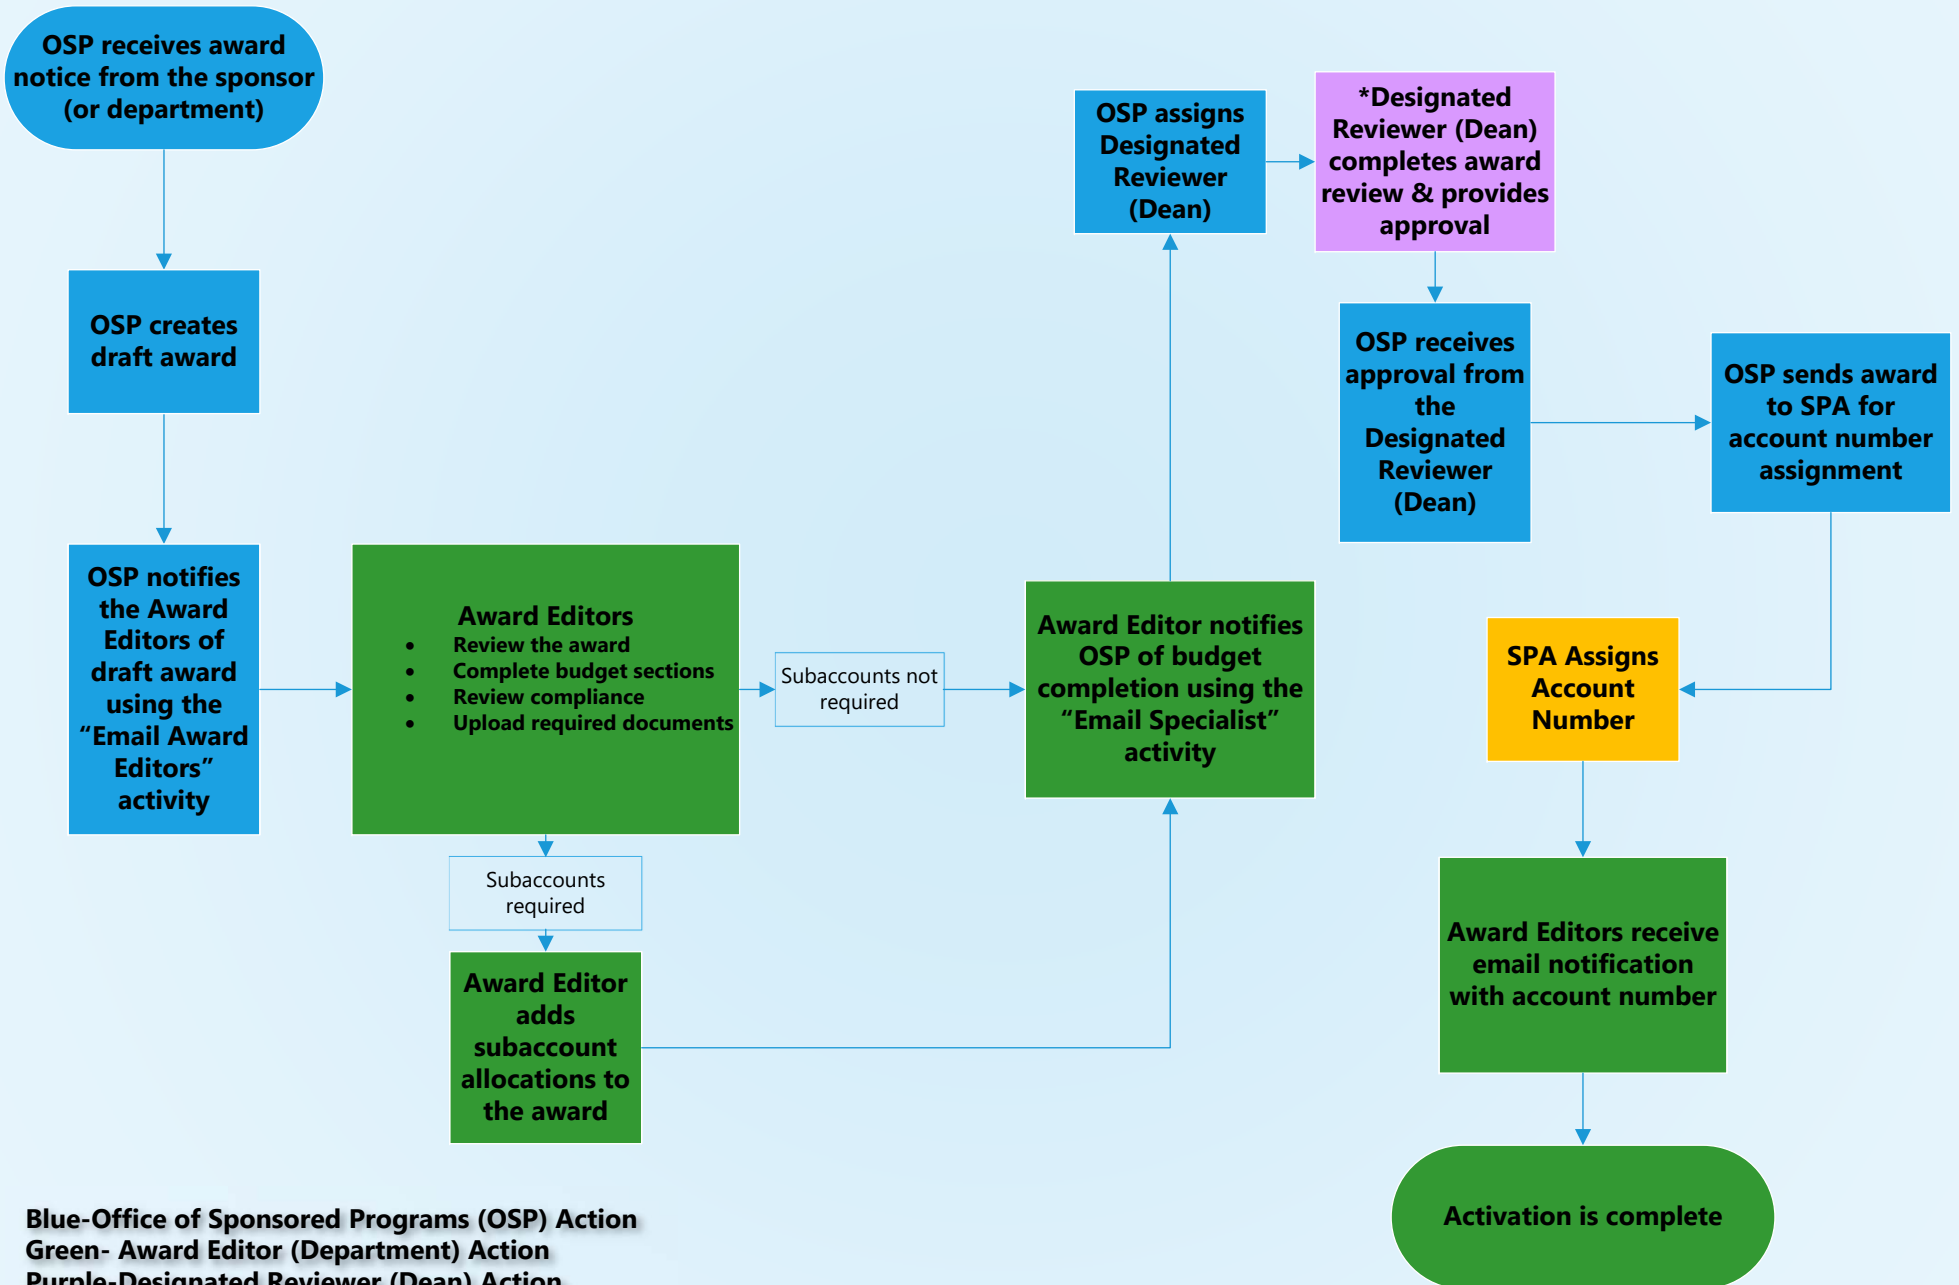 OSP receives award
notice from the sponsor
(or department)
OSP creates
draft award
OSP notifies
the Award
Editors of
draft award
using the
“Email Award
Editors”
activity
Award Editors
• Review the award
• Complete budget sections
• Review compliance
• Upload required documents
Subaccounts not
required
Subaccounts
required
Award Editor
adds
subaccount
allocations to
the award
Award Editor notifies
OSP of budget
completion using the
“Email Specialist”
activity
OSP assigns
Designated
Reviewer
(Dean)
*Designated
Reviewer (Dean)
completes award
review & provides
approval
OSP receives
approval from
the
Designated
Reviewer
(Dean)
OSP sends award
to SPA for
account number
assignment
SPA Assigns
Account
Number
Award Editors receive
email notification
with account number
Activation is complete
Blue-Office of Sponsored Programs (OSP) Action
Green- Award Editor (Department) Action
Purple-Designated Reviewer (Dean) Action